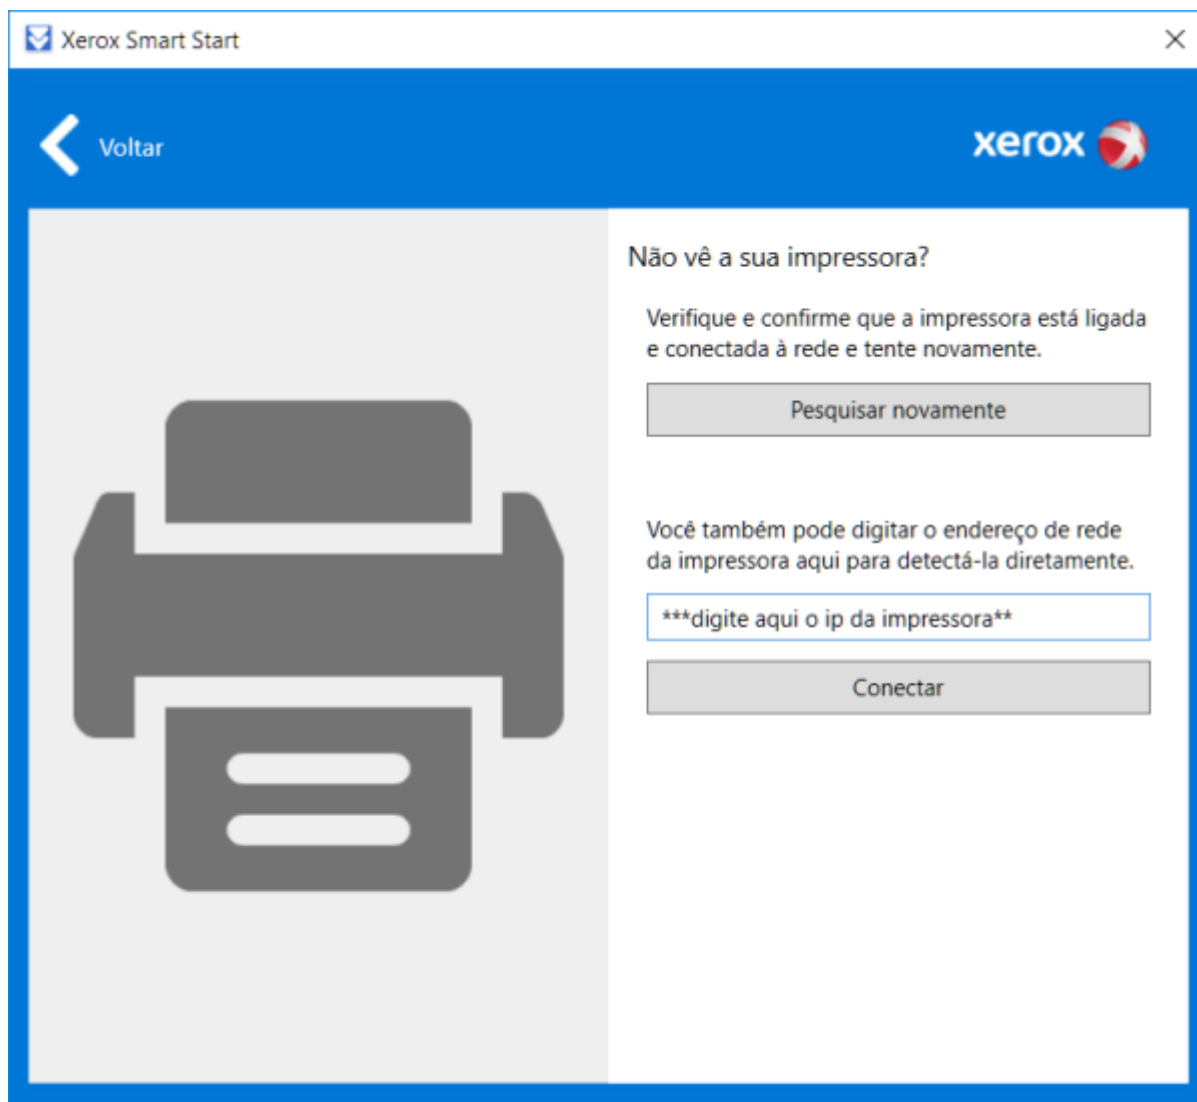 Xerox Smart Start
Voltar
xerox
Não vê a sua impressora?
Verifique e confirme que a impressora está ligada
e conectada à rede e tente novamente.
Pesquisar novamente
Você também pode digitar o endereço de rede
da impressora aqui para detectá-la diretamente.
***digite aqui o ip da impressora**
Conectar